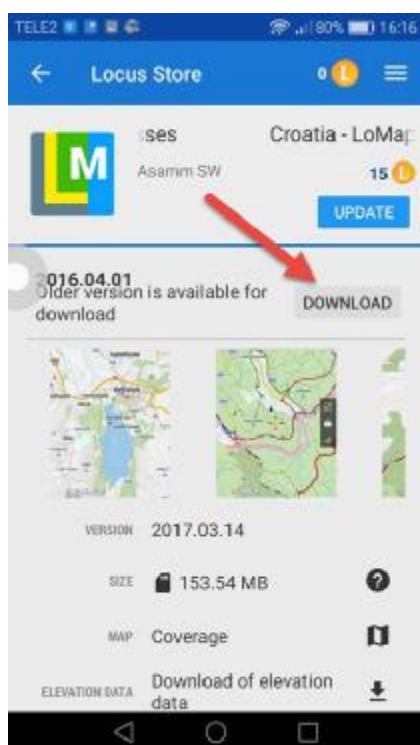 TELE2 80% 16:16
Locus Store 0 L
ses Croatia - LoMap
M Asamm SW 15 L
UPDATE
2016.04.01
Older version is available for
download
DOWNLOAD
VERSION 2017.03.14
SIZE 153.54 MB ?
MAP Coverage
ELEVATION DATA Download of elevation
data